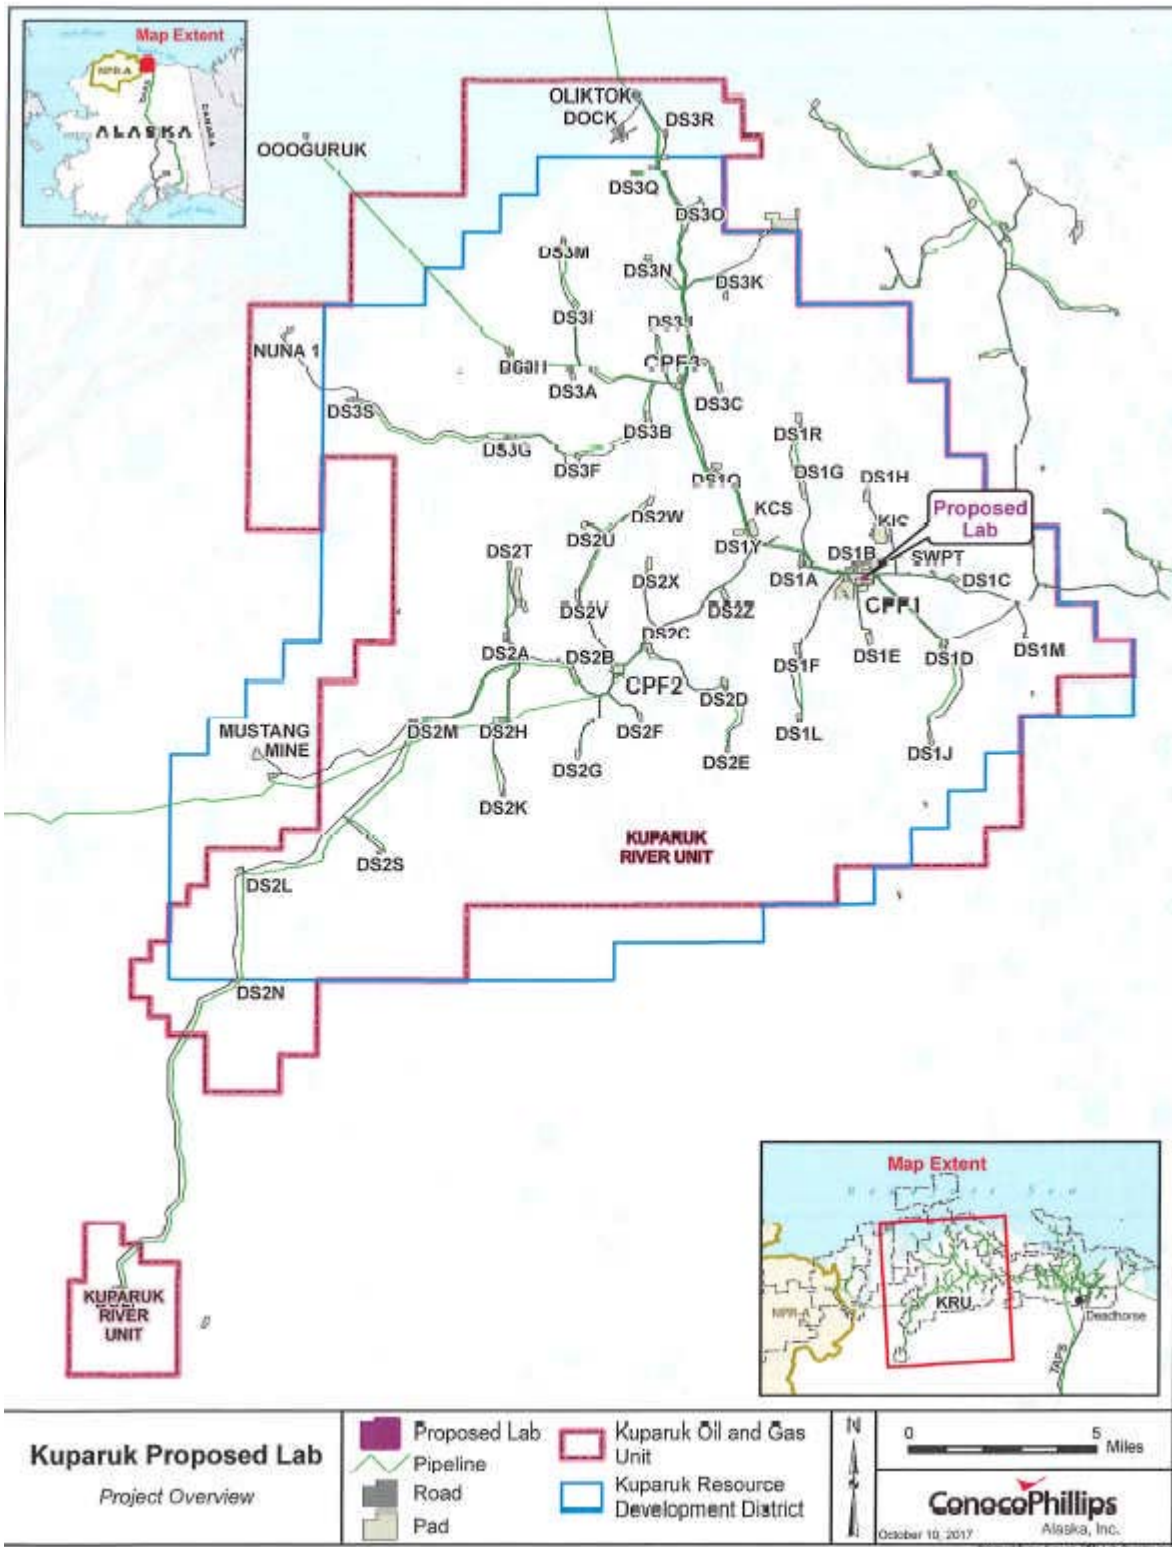 Map Extent
NPR-A
TAPS
CANADA
ALASKA
OLIKTOK
DOCK
DS3R
OOOGURUK
DS3Q
DS3O
DS3M
DS3N
DS3K
DS3I
NUNA 1
CPF3
DS3A
DS3C
DS3S
DS3B
DS1R
DS3G
DS3F
DS1G
DS1H
DS2W
KCS
Proposed
Lab
DS2U
DS1Y
DS2T
DS1B
SWPT
DS2X
DS1A
DS1C
DS2V
DS2Z
CPF1
DS2C
DS2A
DS2B
DS1F
DS1E
DS1D
DS1M
CPF2
DS2D
MUSTANG
MINE
DS2M
DS2H
DS2F
DS1L
DS1J
DS2G
DS2E
DS2K
KUPARUK
RIVER UNIT
DS2S
DS2L
DS2N
KUPARUK
RIVER
UNIT
Map Extent
NPR-A
KRU
Deadhorse
TAPS
Kuparuk Proposed Lab
Project Overview
Proposed Lab
Pipeline
Road
Pad
Kuparuk Oil and Gas
Unit
Kuparuk Resource
Development District
N
0 5
Miles
ConocoPhillips
Alaska, Inc.
October 10, 2017